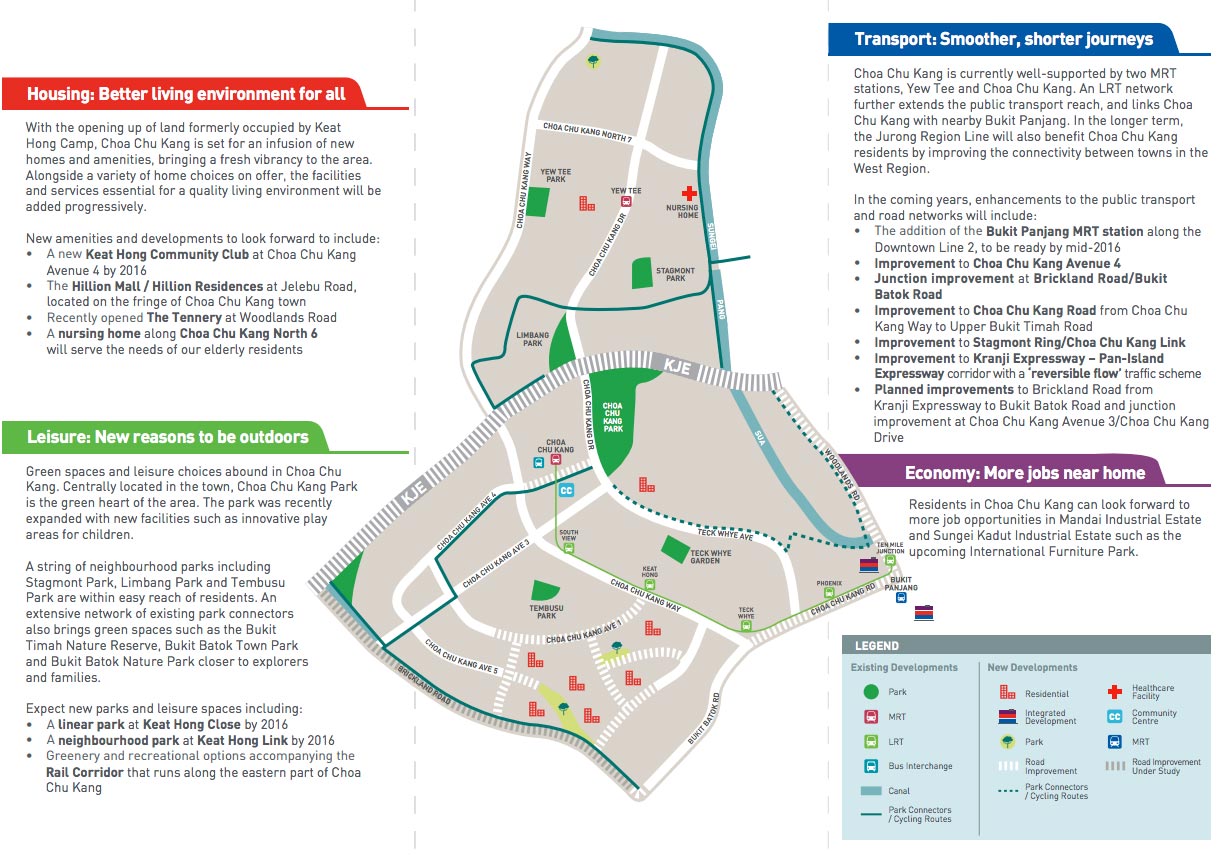 Housing: Better living environment for all
With the opening up of land formerly occupied by Keat
Hong Camp, Choa Chu Kang is set for an infusion of new
homes and amenities, bringing a fresh vibrancy to the area.
Alongside a variety of home choices on offer, the facilities
and services essential for a quality living environment will be
added progressively.
New amenities and developments to look forward to include:
• A new Keat Hong Community Club at Choa Chu Kang
Avenue 4 by 2016
• The Hillion Mall / Hillion Residences at Jelebu Road,
located on the fringe of Choa Chu Kang town
• Recently opened The Tennery at Woodlands Road
• A nursing home along Choa Chu Kang North 6
will serve the needs of our elderly residents
Leisure: New reasons to be outdoors
Green spaces and leisure choices abound in Choa Chu
Kang. Centrally located in the town, Choa Chu Kang Park
is the green heart of the area. The park was recently
expanded with new facilities such as innovative play
areas for children.
A string of neighbourhood parks including
Stagmont Park, Limbang Park and Tembusu
Park are within easy reach of residents. An
extensive network of existing park connectors
also brings green spaces such as the Bukit
Timah Nature Reserve, Bukit Batok Town Park
and Bukit Batok Nature Park closer to explorers
and families.
Expect new parks and leisure spaces including:
• A linear park at Keat Hong Close by 2016
• A neighbourhood park at Keat Hong Link by 2016
• Greenery and recreational options accompanying the
Rail Corridor that runs along the eastern part of Choa
Chu Kang
CHOA CHU KANG NORTH 7
CHOA CHU KANG WAY
YEW TEE
PARK
YEW TEE
NURSING
HOME
CHOA CHU KANG DR
SUNGEI
STAGMONT
PARK
PANG
SUA
LIMBANG
PARK
KJE
CHOA CHU KANG DR
CHOA
CHU
KANG
PARK
CHOA
CHU KANG
CC
KJE
CHOA CHU KANG AVE 4
WOODLANDS RD
SOUTH
VIEW
TECK WHYE AVE
CHOA CHU KANG AVE 3
TECK WHYE
GARDEN
TEN MILE
JUNCTION
KEAT
HONG
PHOENIX
BUKIT
PANJANG
CHOA CHU KANG WAY
CHOA CHU KANG RD
TEMBUSU
PARK
TECK
WHYE
CHOA CHU KANG AVE 1
CHOA CHU KANG AVE 5
BRICKLAND ROAD
BUKIT BATOK RD
Transport: Smoother, shorter journeys
Choa Chu Kang is currently well-supported by two MRT
stations, Yew Tee and Choa Chu Kang. An LRT network
further extends the public transport reach, and links Choa
Chu Kang with nearby Bukit Panjang. In the longer term,
the Jurong Region Line will also benefit Choa Chu Kang
residents by improving the connectivity between towns in the
West Region.
In the coming years, enhancements to the public transport
and road networks will include:
• The addition of the Bukit Panjang MRT station along the
Downtown Line 2, to be ready by mid-2016
• Improvement to Choa Chu Kang Avenue 4
• Junction improvement at Brickland Road/Bukit
Batok Road
• Improvement to Choa Chu Kang Road from Choa Chu
Kang Way to Upper Bukit Timah Road
• Improvement to Stagmont Ring/Choa Chu Kang Link
• Improvement to Kranji Expressway – Pan-Island
Expressway corridor with a ‘reversible flow’ traffic scheme
• Planned improvements to Brickland Road from
Kranji Expressway to Bukit Batok Road and junction
improvement at Choa Chu Kang Avenue 3/Choa Chu Kang
Drive
Economy: More jobs near home
Residents in Choa Chu Kang can look forward to
more job opportunities in Mandai Industrial Estate
and Sungei Kadut Industrial Estate such as the
upcoming International Furniture Park.
LEGEND
Existing Developments
Park
MRT
LRT
Bus Interchange
Canal
Park Connectors
/ Cycling Routes
New Developments
Residential
Integrated
Development
Park
Road
Improvement
Park Connectors
/ Cycling Routes
Healthcare
Facility
CC
Community
Centre
MRT
Road Improvement
Under Study